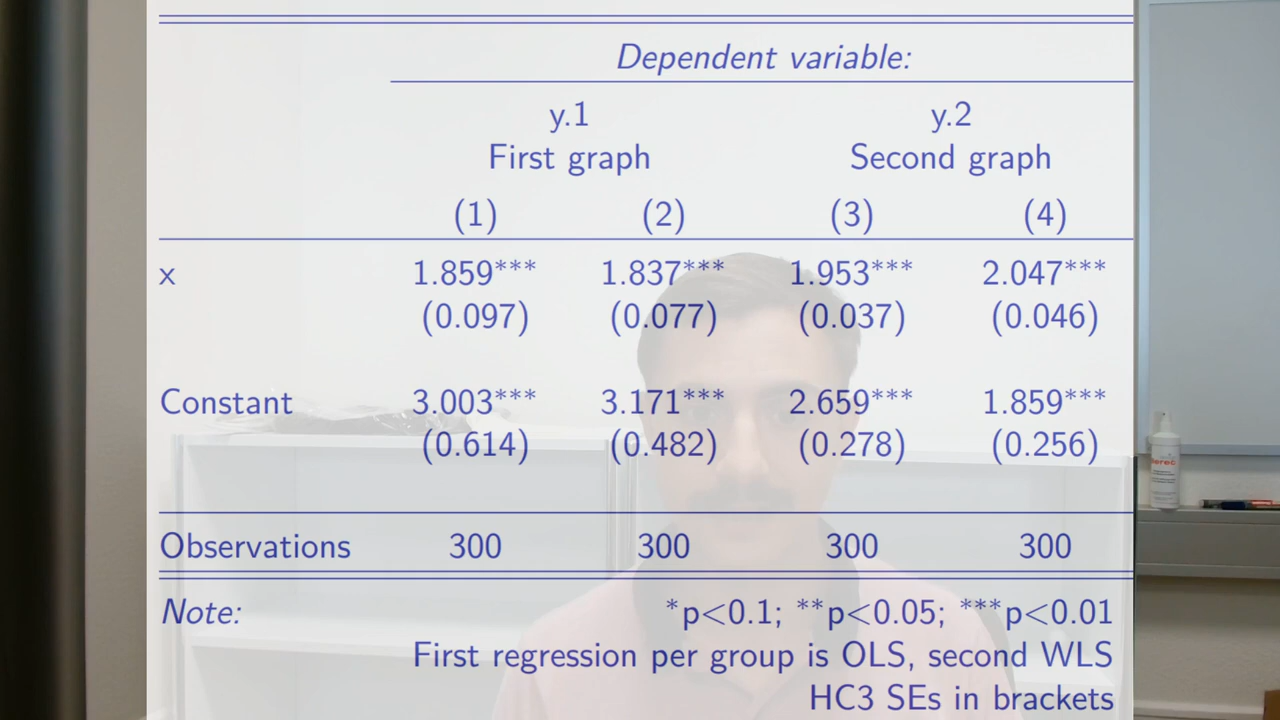 Dependent variable:
y.1 y.2
First graph Second graph
(1) (2) (3) (4)
x 1.859*** 1.837*** 1.953*** 2.047***
(0.097) (0.077) (0.037) (0.046)
Constant 3.003*** 3.171*** 2.659*** 1.859***
(0.614) (0.482) (0.278) (0.256)
Observations 300 300 300 300
Note: *p<0.1; **p<0.05; ***p<0.01
First regression per group is OLS, second WLS
HC3 SEs in brackets